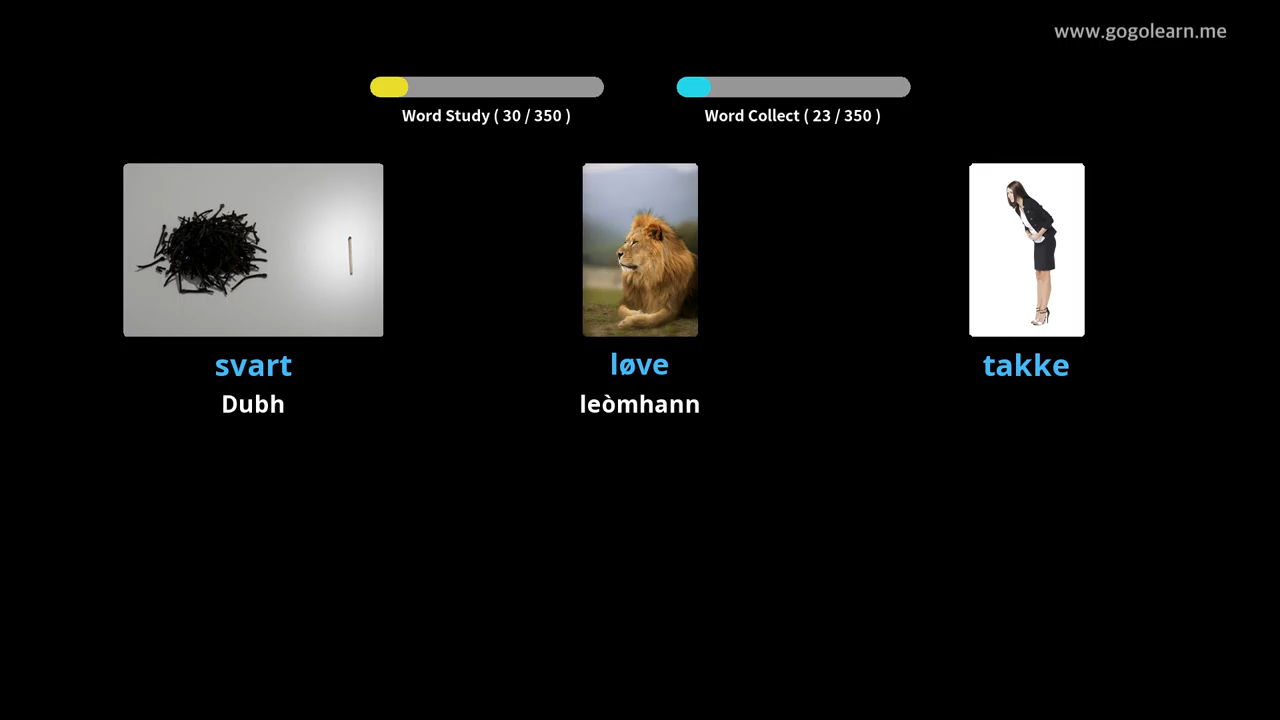 www.gogolearn.me
Word Study ( 30 / 350 )
Word Collect ( 23 / 350 )
svart
løve
takke
Dubh
leòmhann